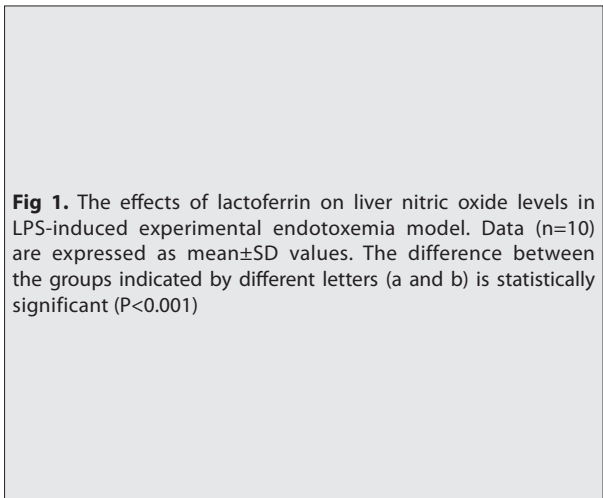 Fig 1. The effects of lactoferrin on liver nitric oxide levels in
LPS-induced experimental endotoxemia model. Data (n=10)
are expressed as mean±SD values. The difference between
the groups indicated by different letters (a and b) is statistically
significant (P<0.001)